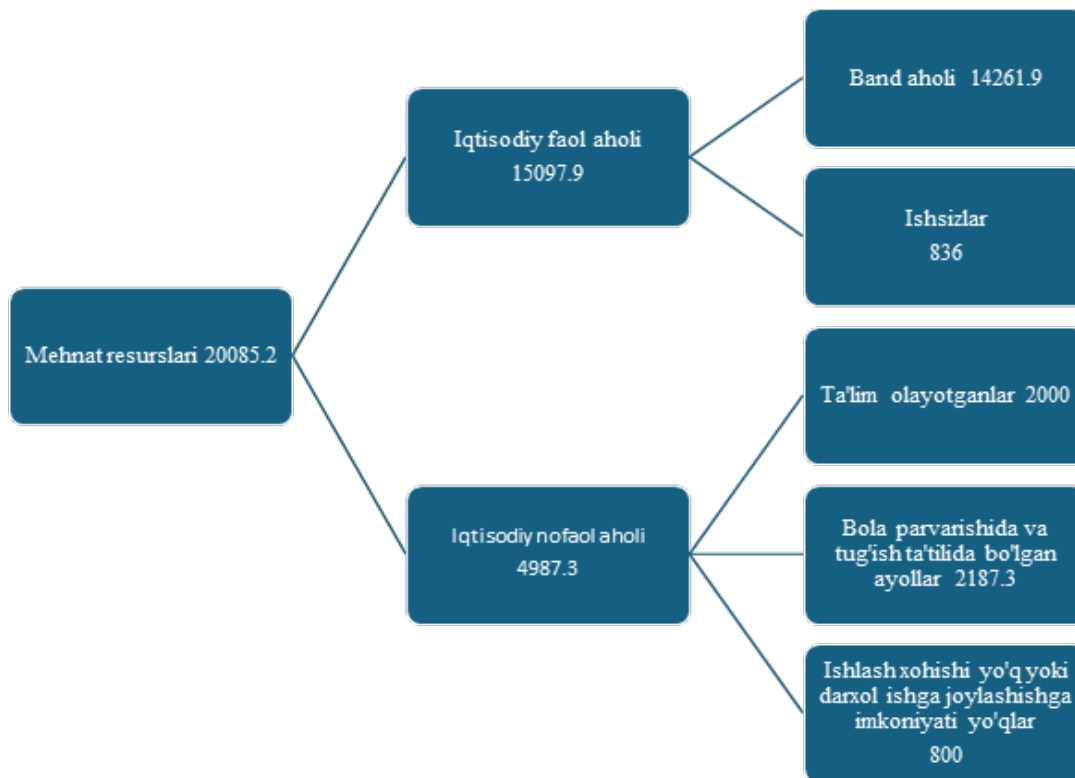 Mehnat resurslari 20085.2
Iqtisodiy faol aholi
15097.9
Band aholi 14261.9
Ishsizlar
836
Iqtisodiy nofaol aholi
4987.3
Ta'lim olayotganlar 2000
Bola parvarishida va
tug'ish ta'tilida bo'lgan
ayollar 2187.3
Ishlash xohishi yo'q yoki
darxol ishga joylashishga
imkoniyati yo'qlar
800